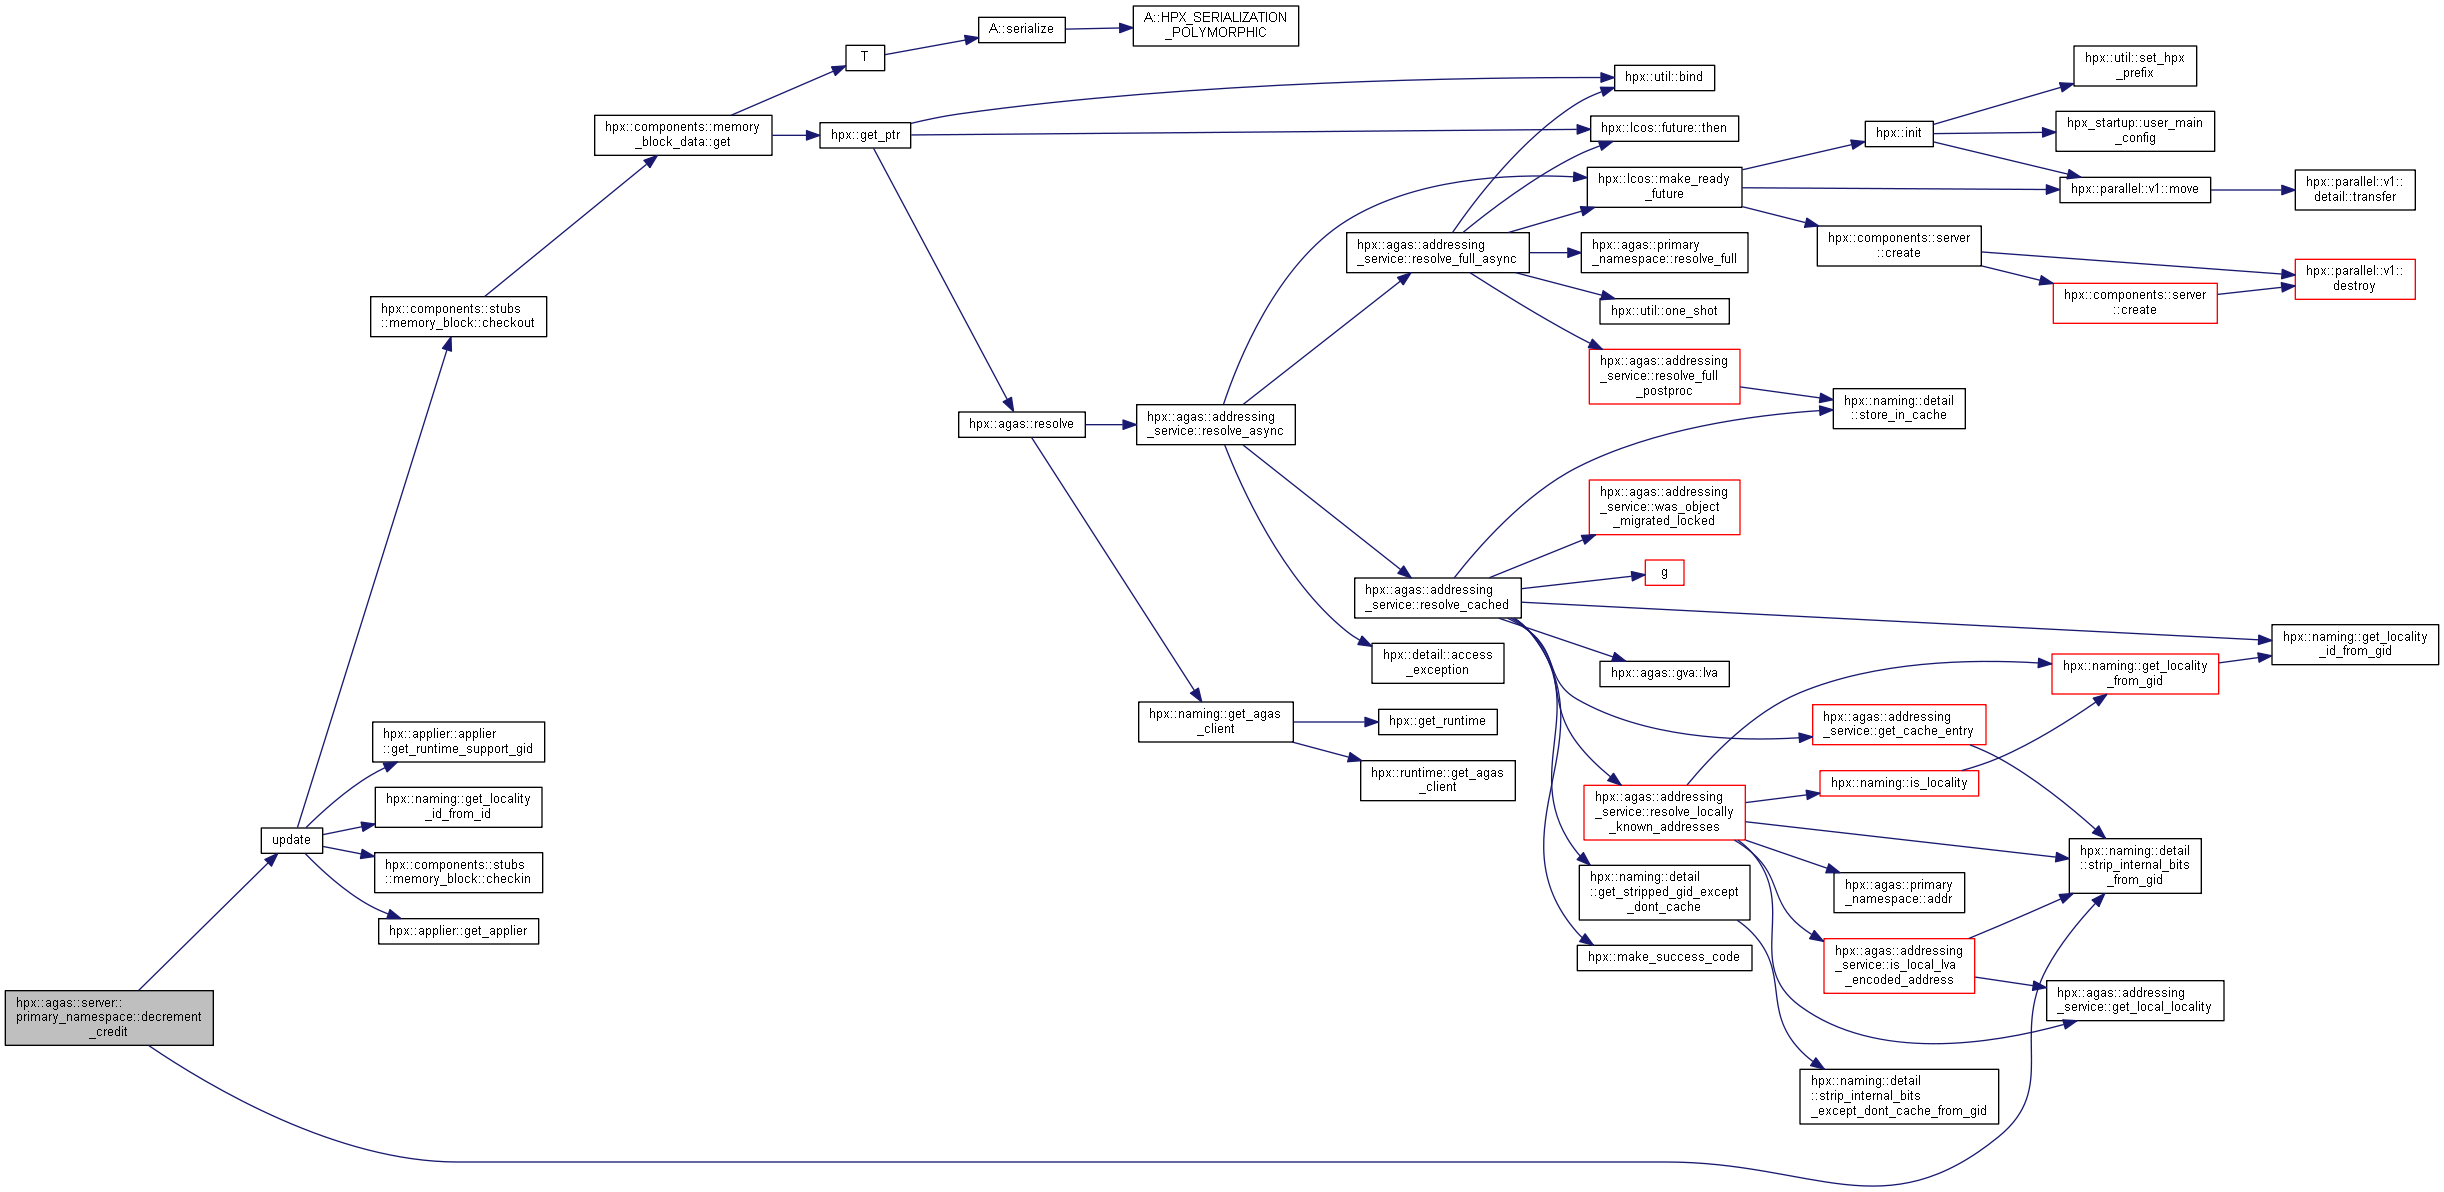 hpx::agas::server::
primary_namespace::decrement
_credit
update
hpx::components::stubs
::memory_block::checkout
hpx::applier::applier
::get_runtime_support_gid
hpx::naming::get_locality
_id_from_id
hpx::components::stubs
::memory_block::checkin
hpx::applier::get_applier
hpx::components::memory
_block_data::get
T
A::serialize
A::HPX_SERIALIZATION
_POLYMORPHIC
hpx::get_ptr
hpx::agas::resolve
hpx::agas::addressing
_service::resolve_async
hpx::naming::get_agas
_client
hpx::agas::addressing
_service::resolve_full_async
hpx::agas::addressing
_service::resolve_cached
hpx::detail::access
_exception
hpx::get_runtime
hpx::runtime::get_agas
_client
hpx::util::bind
hpx::lcos::future::then
hpx::lcos::make_ready
_future
hpx::agas::primary
_namespace::resolve_full
hpx::util::one_shot
hpx::agas::addressing
_service::resolve_full
_postproc
hpx::agas::addressing
_service::was_object
_migrated_locked
g
hpx::agas::gva::lva
hpx::agas::addressing
_service::resolve_locally
_known_addresses
hpx::naming::detail
::get_stripped_gid_except
_dont_cache
hpx::make_success_code
hpx::init
hpx::components::server
::create
hpx::naming::detail
::store_in_cache
hpx::agas::addressing
_service::get_cache_entry
hpx::naming::is_locality
hpx::agas::primary
_namespace::addr
hpx::agas::addressing
_service::is_local_lva
_encoded_address
hpx::naming::detail
::strip_internal_bits
_except_dont_cache_from_gid
hpx::util::set_hpx
_prefix
hpx_startup::user_main
_config
hpx::parallel::v1::move
hpx::components::server
::create
hpx::naming::get_locality
_from_gid
hpx::naming::detail
::strip_internal_bits
_from_gid
hpx::agas::addressing
_service::get_local_locality
hpx::parallel::v1::
detail::transfer
hpx::parallel::v1::
destroy
hpx::naming::get_locality
_id_from_gid